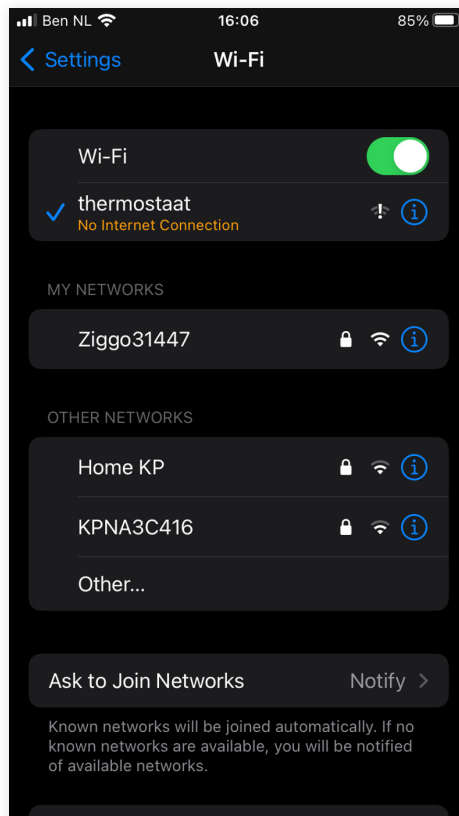 Ben NL 16:06 85%
Settings Wi-Fi
Wi-Fi
thermostaat
No Internet Connection
MY NETWORKS
Ziggo31447
OTHER NETWORKS
Home KP
KPNA3C416
Other...
Ask to Join Networks Notify
Known networks will be joined automatically. If no
known networks are available, you will be notified
of available networks.